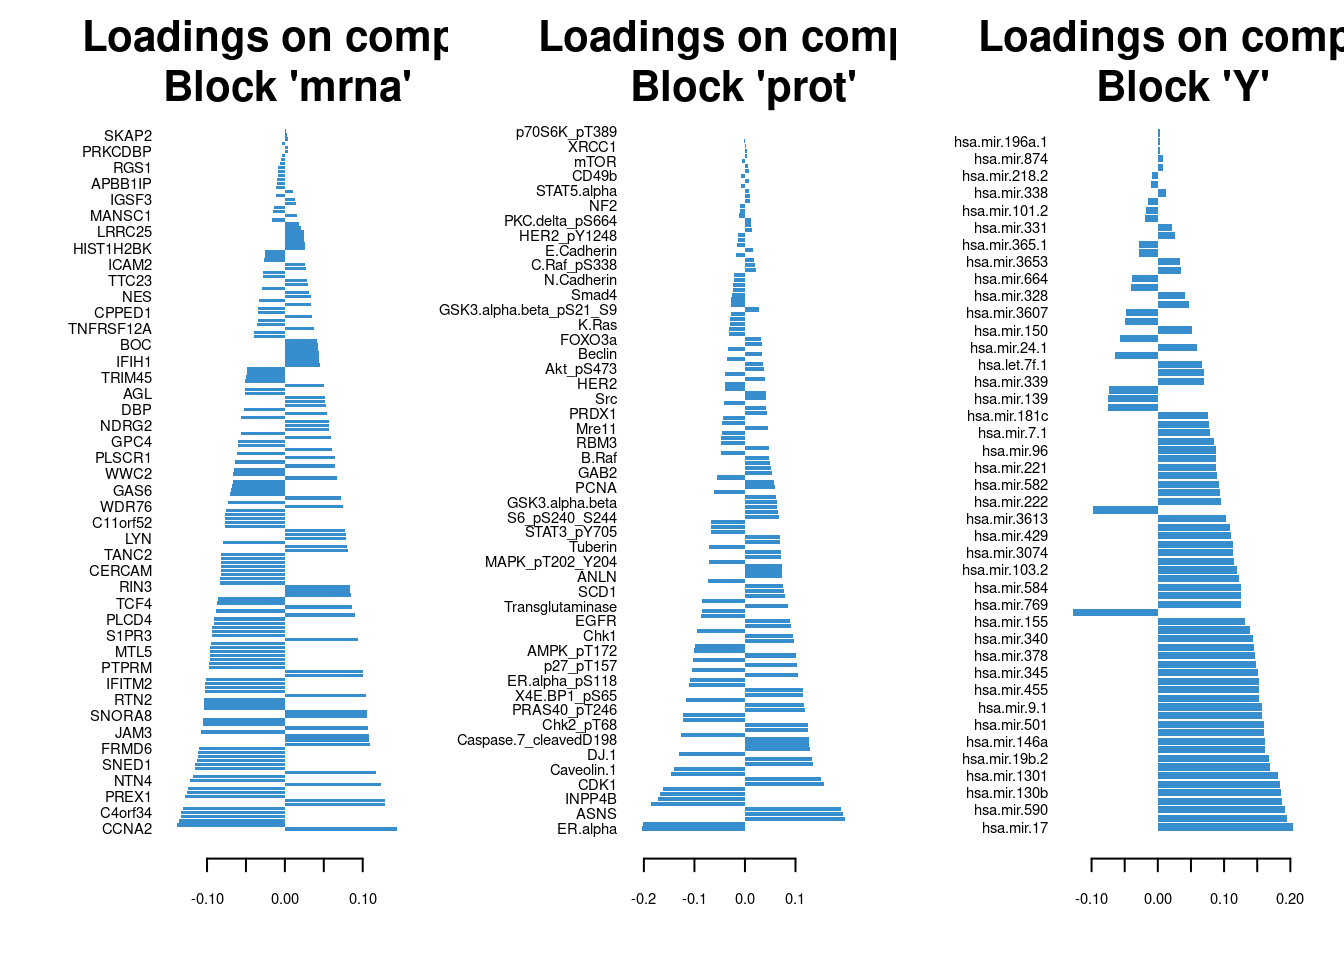 Loadings on comp
Block 'mrna'
SKAP2
PRKCDBP
RGS1
APBB1IP
IGSF3
MANSC1
LRRC25
HIST1H2BK
ICAM2
TTC23
NES
CPPED1
TNFRSF12A
BOC
IFIH1
TRIM45
AGL
DBP
NDRG2
GPC4
PLSCR1
WWC2
GAS6
WDR76
C11orf52
LYN
TANC2
CERCAM
RIN3
TCF4
PLCD4
S1PR3
MTL5
PTPRM
IFITM2
RTN2
SNORA8
JAM3
FRMD6
SNED1
NTN4
PREX1
C4orf34
CCNA2
-0.10 0.00 0.10
Loadings on comp
Block 'prot'
p70S6K_pT389
XRCC1
mTOR
CD49b
STAT5.alpha
NF2
PKC.delta_pS664
HER2_pY1248
E.Cadherin
C.Raf_pS338
N.Cadherin
Smad4
GSK3.alpha.beta_pS21_S9
K.Ras
FOXO3a
Beclin
Akt_pS473
HER2
Src
PRDX1
Mre11
RBM3
B.Raf
GAB2
PCNA
GSK3.alpha.beta
S6_pS240_S244
STAT3_pY705
Tuberin
MAPK_pT202_Y204
ANLN
SCD1
Transglutaminase
EGFR
Chk1
AMPK_pT172
p27_pT157
ER.alpha_pS118
X4E.BP1_pS65
PRAS40_pT246
Chk2_pT68
Caspase.7_cleavedD198
DJ.1
Caveolin.1
CDK1
INPP4B
ASNS
ER.alpha
-0.2 -0.1 0.0 0.1
Loadings on comp
Block 'Y'
hsa.mir.196a.1
hsa.mir.874
hsa.mir.218.2
hsa.mir.338
hsa.mir.101.2
hsa.mir.331
hsa.mir.365.1
hsa.mir.3653
hsa.mir.664
hsa.mir.328
hsa.mir.3607
hsa.mir.150
hsa.mir.24.1
hsa.let.7f.1
hsa.mir.339
hsa.mir.139
hsa.mir.181c
hsa.mir.7.1
hsa.mir.96
hsa.mir.221
hsa.mir.582
hsa.mir.222
hsa.mir.3613
hsa.mir.429
hsa.mir.3074
hsa.mir.103.2
hsa.mir.584
hsa.mir.769
hsa.mir.155
hsa.mir.340
hsa.mir.378
hsa.mir.345
hsa.mir.455
hsa.mir.9.1
hsa.mir.501
hsa.mir.146a
hsa.mir.19b.2
hsa.mir.1301
hsa.mir.130b
hsa.mir.590
hsa.mir.17
-0.10 0.00 0.10 0.20